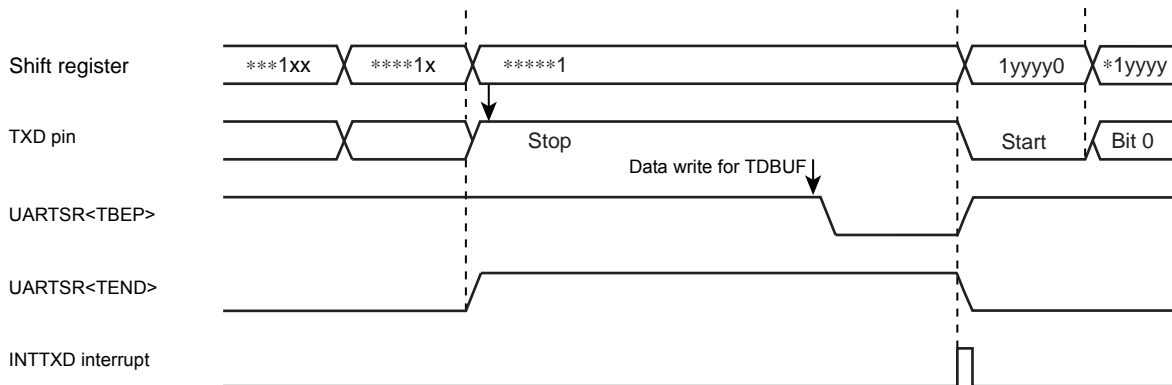 Shift register ***1xx ****1x *****1 1yyyy0 *1yyyy
TXD pin Stop Start Bit 0
Data write for TDBUF
UARTSR<TBEP>
UARTSR<TEND>
INTTXD interrupt